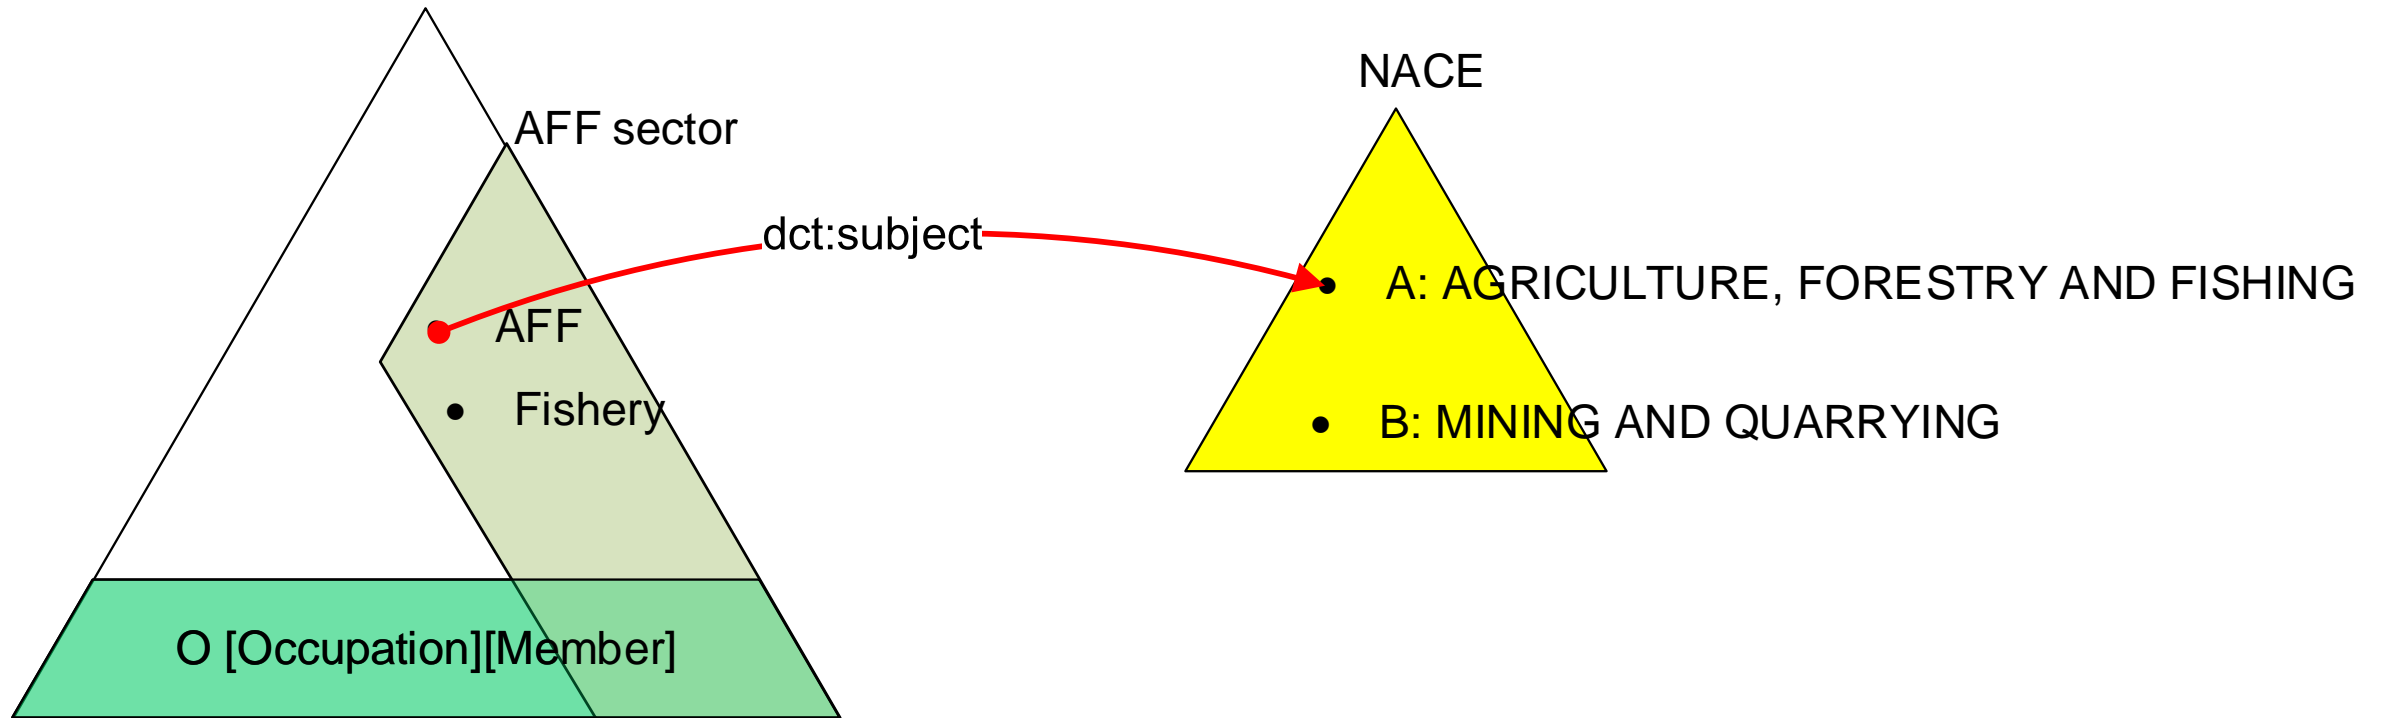 NACE
AFF sector
dct:subject
A: AGRICULTURE, FORESTRY AND FISHING
AFF
Fishery
B: MINING AND QUARRYING
O [Occupation][Member]